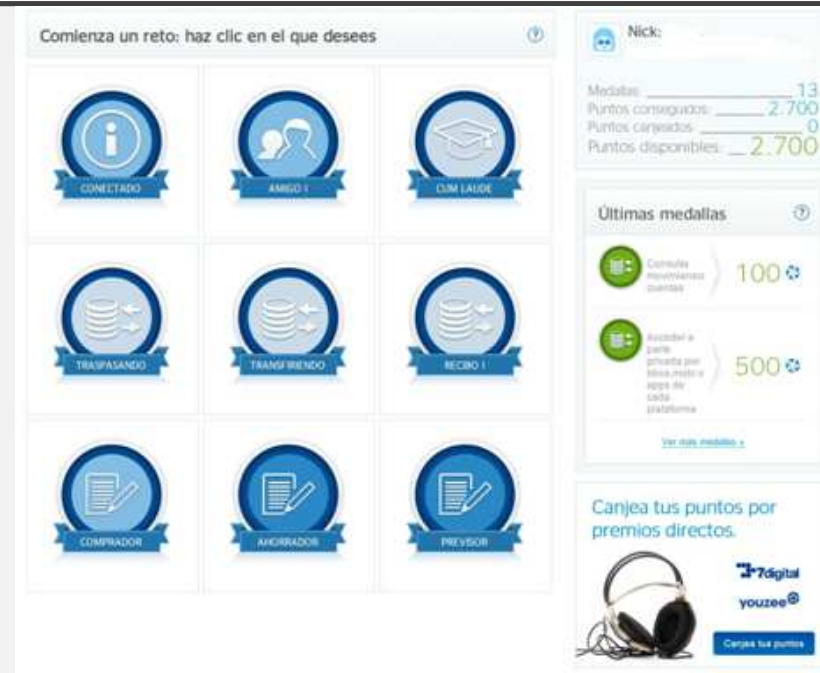 Comienza un reto: haz clic en el que desees
?
CONECTADO
AMIGO I
CUM LAUDE
TRASPASANDO
TRANSFIRIENDO
RECIBO I
COMPRADOR
AHORRADOR
PREVISOR
Nick:
Medallas: 13
Puntos conseguidos: 2.700
Puntos canjeados: 0
Puntos disponibles: 2.700
Últimas medallas
?
Consulta
movimientos
cuentas
100
Acceder a
parte
privada por
apps de
cada
plataforma
500
Ver más medallas »
Canjea tus puntos por
premios directos.
7digital
youzee
Canjea tus puntos